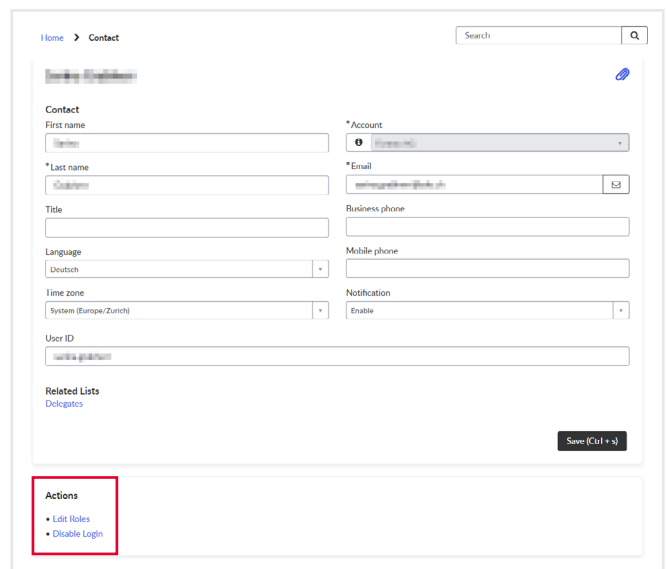 Home > Contact
Search
Contact
First name
*Account
*Last name
*Email
Title
Business phone
Language
Mobile phone
Deutsch
Time zone
Notification
System (Europe/Zurich)
Enable
User ID
Related Lists
Delegates
Save (Ctrl + s)
Actions
• Edit Roles
• Disable Login